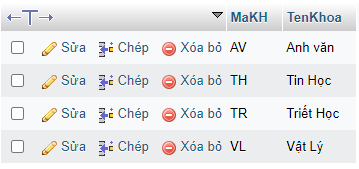 MaKH TenKhoa
Sửa Chép Xóa bỏ AV Anh văn
Sửa Chép Xóa bỏ TH Tin Học
Sửa Chép Xóa bỏ TR Triết Học
Sửa Chép Xóa bỏ VL Vật Lý